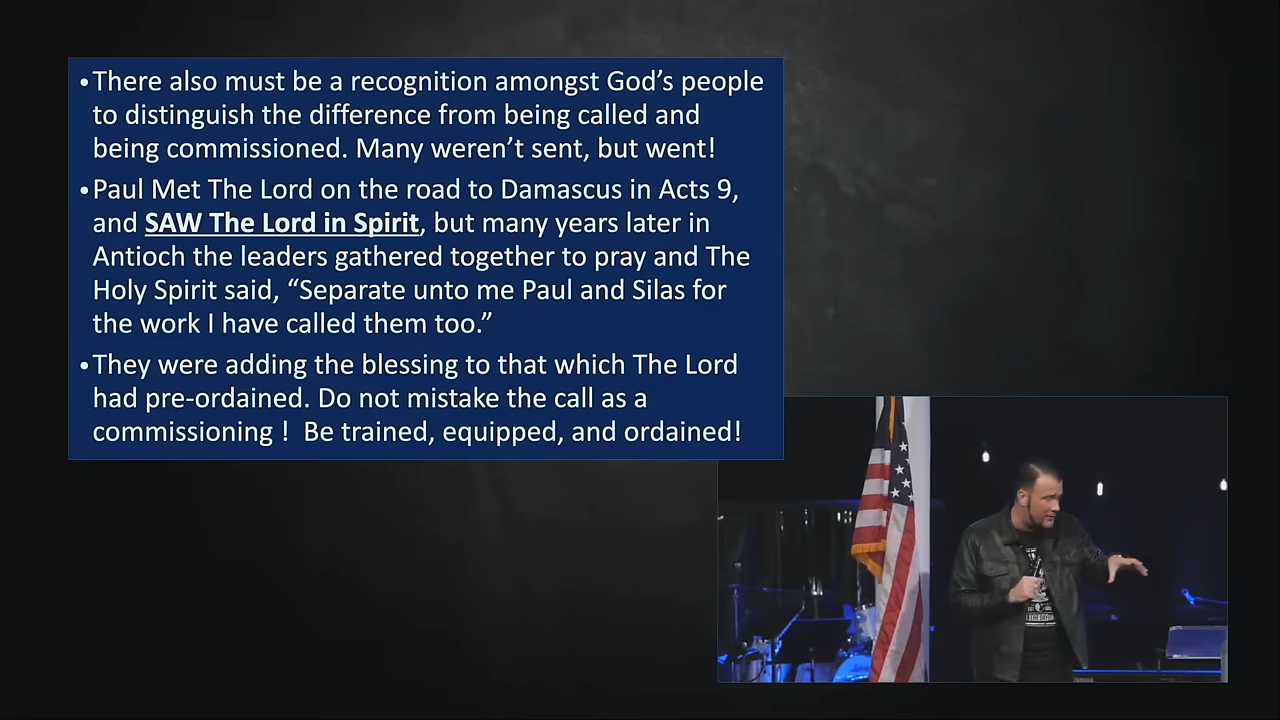 •There also must be a recognition amongst God’s people
to distinguish the difference from being called and
being commissioned. Many weren’t sent, but went!
•Paul Met The Lord on the road to Damascus in Acts 9,
and SAW The Lord in Spirit, but many years later in
Antioch the leaders gathered together to pray and The
Holy Spirit said, “Separate unto me Paul and Silas for
the work I have called them too.”
•They were adding the blessing to that which The Lord
had pre-ordained. Do not mistake the call as a
commissioning !  Be trained, equipped, and ordained!